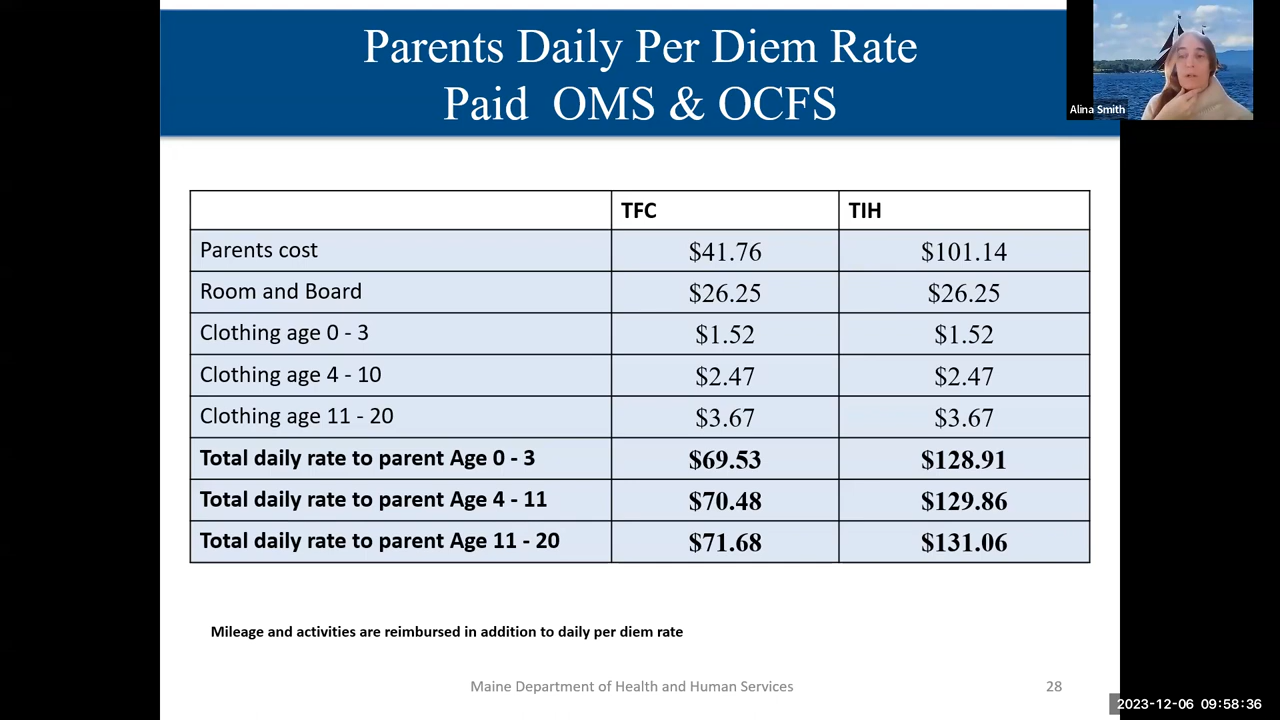 Parents Daily Per Diem Rate
Paid OMS & OCFS
Alina Smith
TFC TIH
Parents cost $41.76 $101.14
Room and Board $26.25 $26.25
Clothing age 0 - 3 $1.52 $1.52
Clothing age 4 - 10 $2.47 $2.47
Clothing age 11 - 20 $3.67 $3.67
Total daily rate to parent Age 0 - 3 $69.53 $128.91
Total daily rate to parent Age 4 - 11 $70.48 $129.86
Total daily rate to parent Age 11 - 20 $71.68 $131.06
Mileage and activities are reimbursed in addition to daily per diem rate
Maine Department of Health and Human Services 28
2023-12-06 09:58:36